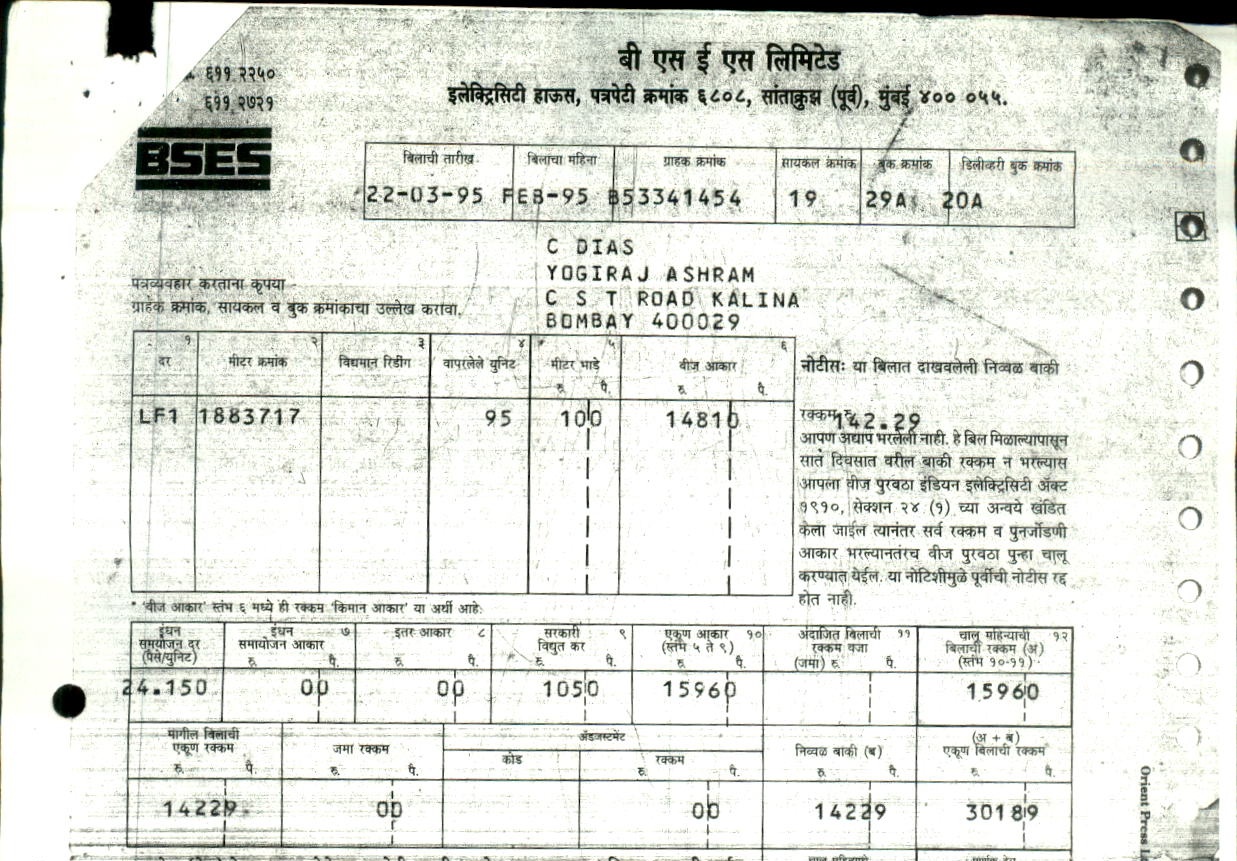 बी एस ई एस लिमिटेड
६११ २२५०
६११ २७२१
इलेक्ट्रिसिटी हाऊस, पत्रपेटी क्रमांक ६८०८, सांताक्रुझ (पूर्व), मुंबई ४०० ०५५.
BSES
बिलाची तारीख बिलाचा महिना ग्राहक क्रमांक सायकल क्रमांक बुक क्रमांक डिलीव्हरी बुक क्रमांक
22-03-95 FEB-95 B53341454 19 29A 20A
C DIAS
YOGIRAJ ASHRAM
C S T ROAD KALINA
BOMBAY 400029
पत्रव्यवहार करताना कृपया
ग्राहक क्रमांक, सायकल व बुक क्रमांकाचा उल्लेख करावा.
१ २ ३ ४ * ५ ६
दर मीटर क्रमांक विद्यमान रिडींग वापरलेले युनिट मीटर भाडे वीज आकार
रु. पै. रु. पै.
LF1 1883717 95 100 14810
नोटीसः या बिलात दाखवलेली निव्वळ बाकी
रक्कम रु. 142.29
आपण अद्याप भरलेली नाही. हे बिल मिळाल्यापासून
सात दिवसात वरील बाकी रक्कम न भरल्यास
आपला वीज पुरवठा इंडियन इलेक्ट्रिसिटी ॲक्ट
१९१०, सेक्शन २४ (१) च्या अन्वये खंडित
केला जाईल त्यानंतर सर्व रक्कम व पुनर्जोडणी
आकार भरल्यानंतरच वीज पुरवठा पुन्हा चालू
करण्यात येईल. या नोटिशीमुळे पूर्वीची नोटीस रद्द
होत नाही.
* 'वीज आकार' स्तंभ ६ मध्ये ही रक्कम 'किमान आकार' या अर्थी आहे.
इंधन समायोजन दर (पैसे/युनिट) इंधन समायोजन आकार ७ इतर आकार ८ सरकारी विद्युत कर ९ एकूण आकार १० (स्तंभ ५ ते ९) अंदाजित बिलाची रक्कम वजा (जमा) ११ चालू महिन्याची बिलाची रक्कम (अ) (स्तंभ १०-११) १२
रु. पै. रु. पै. रु. पै. रु. पै. रु. पै. रु. पै.
24.150 00 00 1050 15960 15960
मागील बिलाची एकूण रक्कम जमा रक्कम ॲडजस्टमेंट कोड रक्कम निव्वळ बाकी (ब) (अ + ब) एकूण बिलाची रक्कम
रु. पै. रु. पै. रु. पै. रु. पै. रु. पै.
14229 00 00 14229 30189
Orient Press